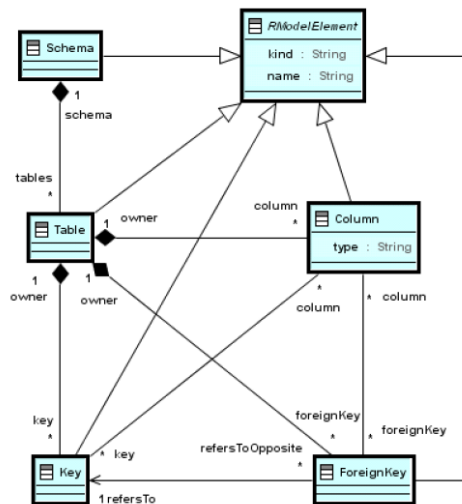 RModelElement
Schema
kind : String
name : String
1
schema
tables
*
owner
column
*
Table
1
Column
type : String
1
owner
1
owner
*
column
*
column
foreignKey
key
*
*
key
refersToOpposite
*
*
foreignKey
*
Key
1 refersTo
ForeignKey